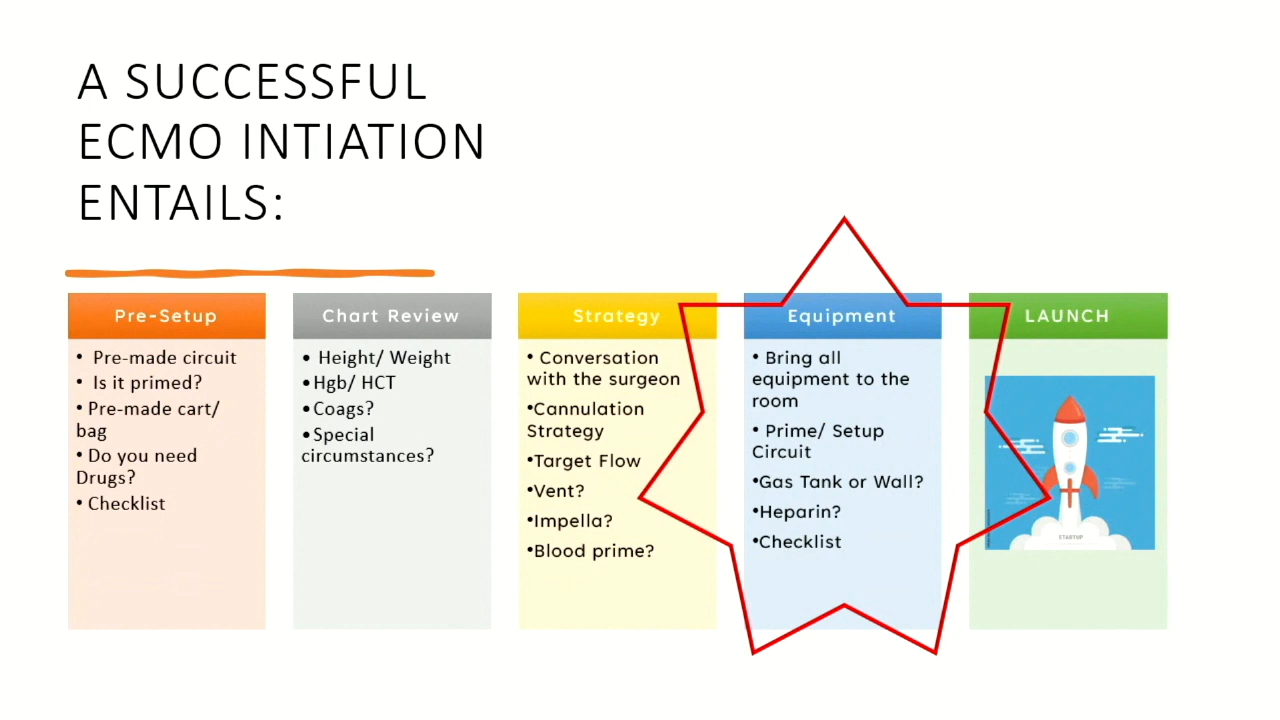 A SUCCESSFUL
ECMO INTIATION
ENTAILS:
Pre-Setup
• Pre-made circuit
• Is it primed?
• Pre-made cart/
bag
• Do you need
Drugs?
• Checklist
Chart Review
• Height/ Weight
•Hgb/ HCT
•Coags?
•Special
circumstances?
Strategy
• Conversation
with the surgeon
•Cannulation
Strategy
•Target Flow
•Vent?
•Impella?
•Blood prime?
Equipment
• Bring all
equipment to the
room
• Prime/ Setup
Circuit
•Gas Tank or Wall?
•Heparin?
•Checklist
LAUNCH
STARTUP